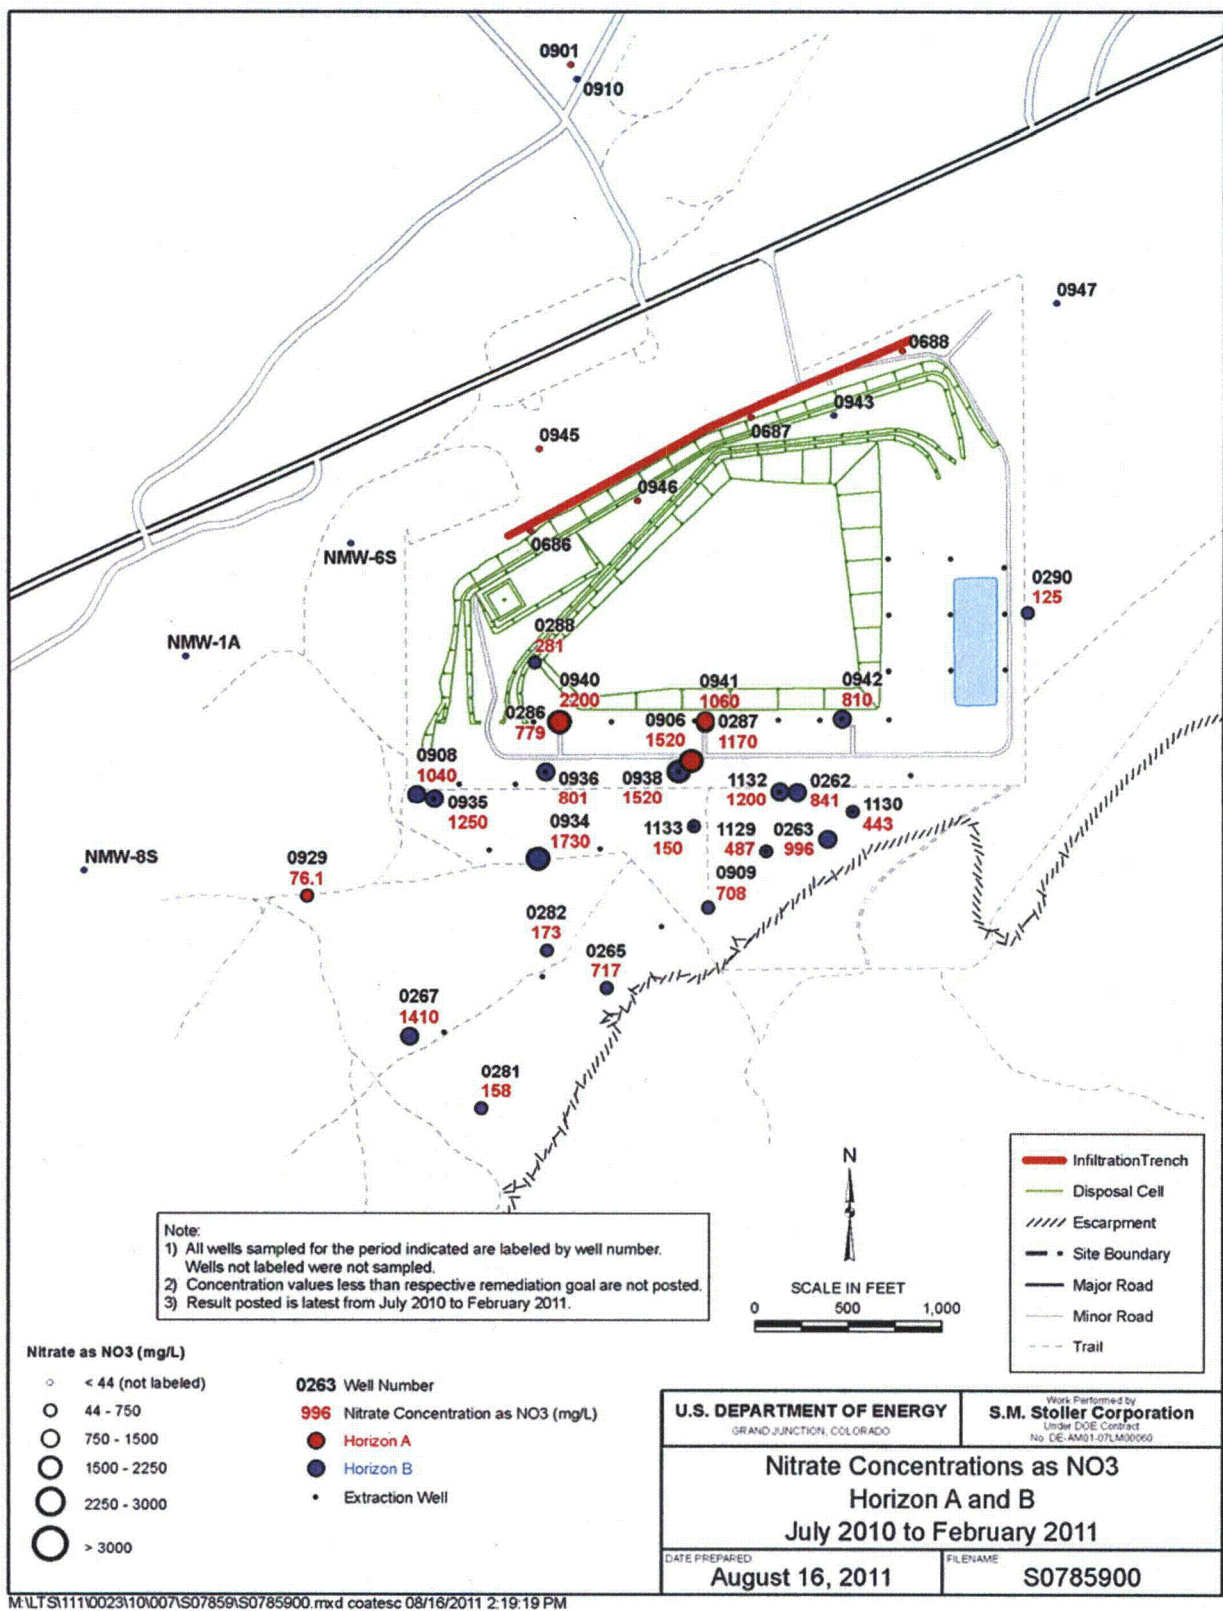 0901
0910
0947
0688
0943
0687
0945
0946
0686
NMW-6S
0290
125
NMW-1A
0288
281
0940
2200
0941
1060
0942
810
0286
779
0906
1520
0287
1170
0908
1040
0936
801
0938
1520
1132
1200
0262
841
0935
1250
0934
1730
1133
150
1129
487
0263
996
1130
443
NMW-8S
0929
76.1
0909
708
0282
173
0265
717
0267
1410
0281
158
N
SCALE IN FEET
0 500 1,000
InfiltrationTrench
Disposal Cell
Escarpment
Site Boundary
Major Road
Minor Road
Trail
Note:
1) All wells sampled for the period indicated are labeled by well number.
Wells not labeled were not sampled.
2) Concentration values less than respective remediation goal are not posted.
3) Result posted is latest from July 2010 to February 2011.
Nitrate as NO3 (mg/L)
< 44 (not labeled)
44 - 750
750 - 1500
1500 - 2250
2250 - 3000
> 3000
0263 Well Number
996 Nitrate Concentration as NO3 (mg/L)
Horizon A
Horizon B
Extraction Well
U.S. DEPARTMENT OF ENERGY
GRAND JUNCTION, COLORADO
Work Performed by
S.M. Stoller Corporation
Under DOE Contract
No. DE-AM01-07LM00060
Nitrate Concentrations as NO3
Horizon A and B
July 2010 to February 2011
DATE PREPARED
August 16, 2011
FILENAME
S0785900
M:\LTS\111\0023\10\007\S07859\S0785900.mxd coatesc 08/16/2011 2:19:19 PM